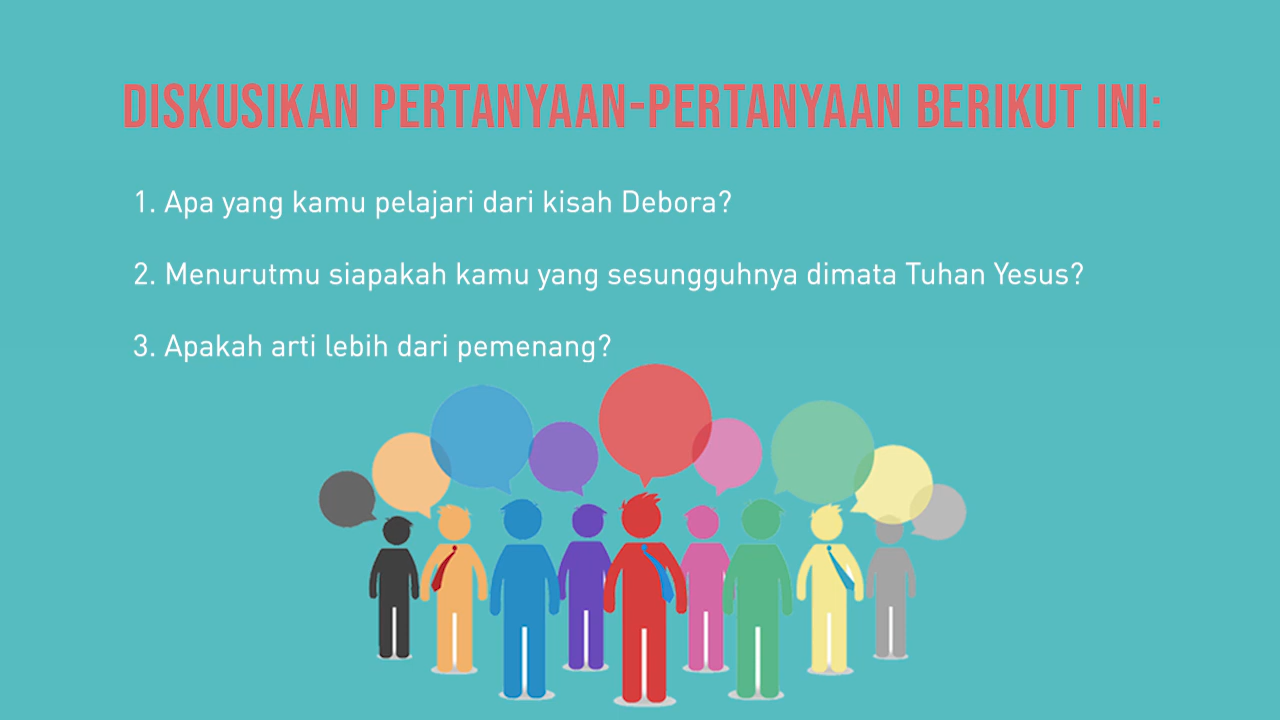 DISKUSIKAN PERTANYAAN-PERTANYAAN BERIKUT INI:
1. Apa yang kamu pelajari dari kisah Debora?
2. Menurutmu siapakah kamu yang sesungguhnya dimata Tuhan Yesus?
3. Apakah arti lebih dari pemenang?